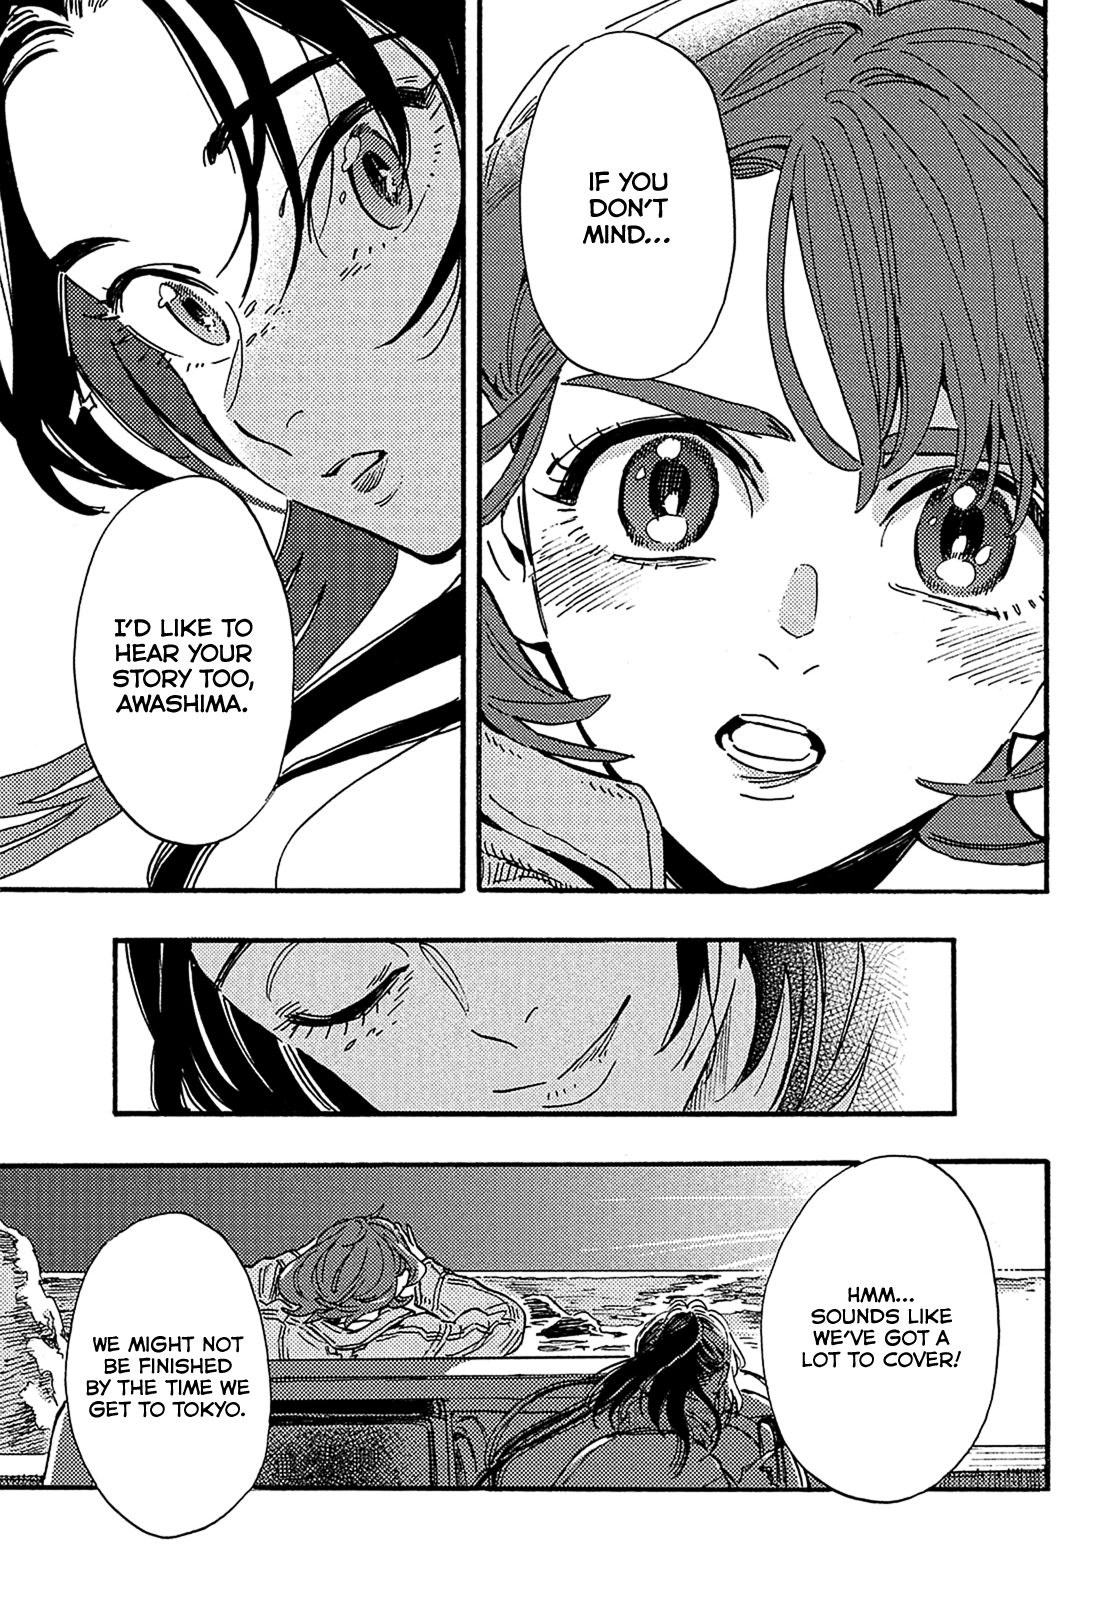 IF YOU
DON'T
MIND...
I'D LIKE TO
HEAR YOUR
STORY TOO,
AWASHIMA.
HMM...
SOUNDS LIKE
WE'VE GOT A
LOT TO COVER!
WE MIGHT NOT
BE FINISHED
BY THE TIME WE
GET TO TOKYO.